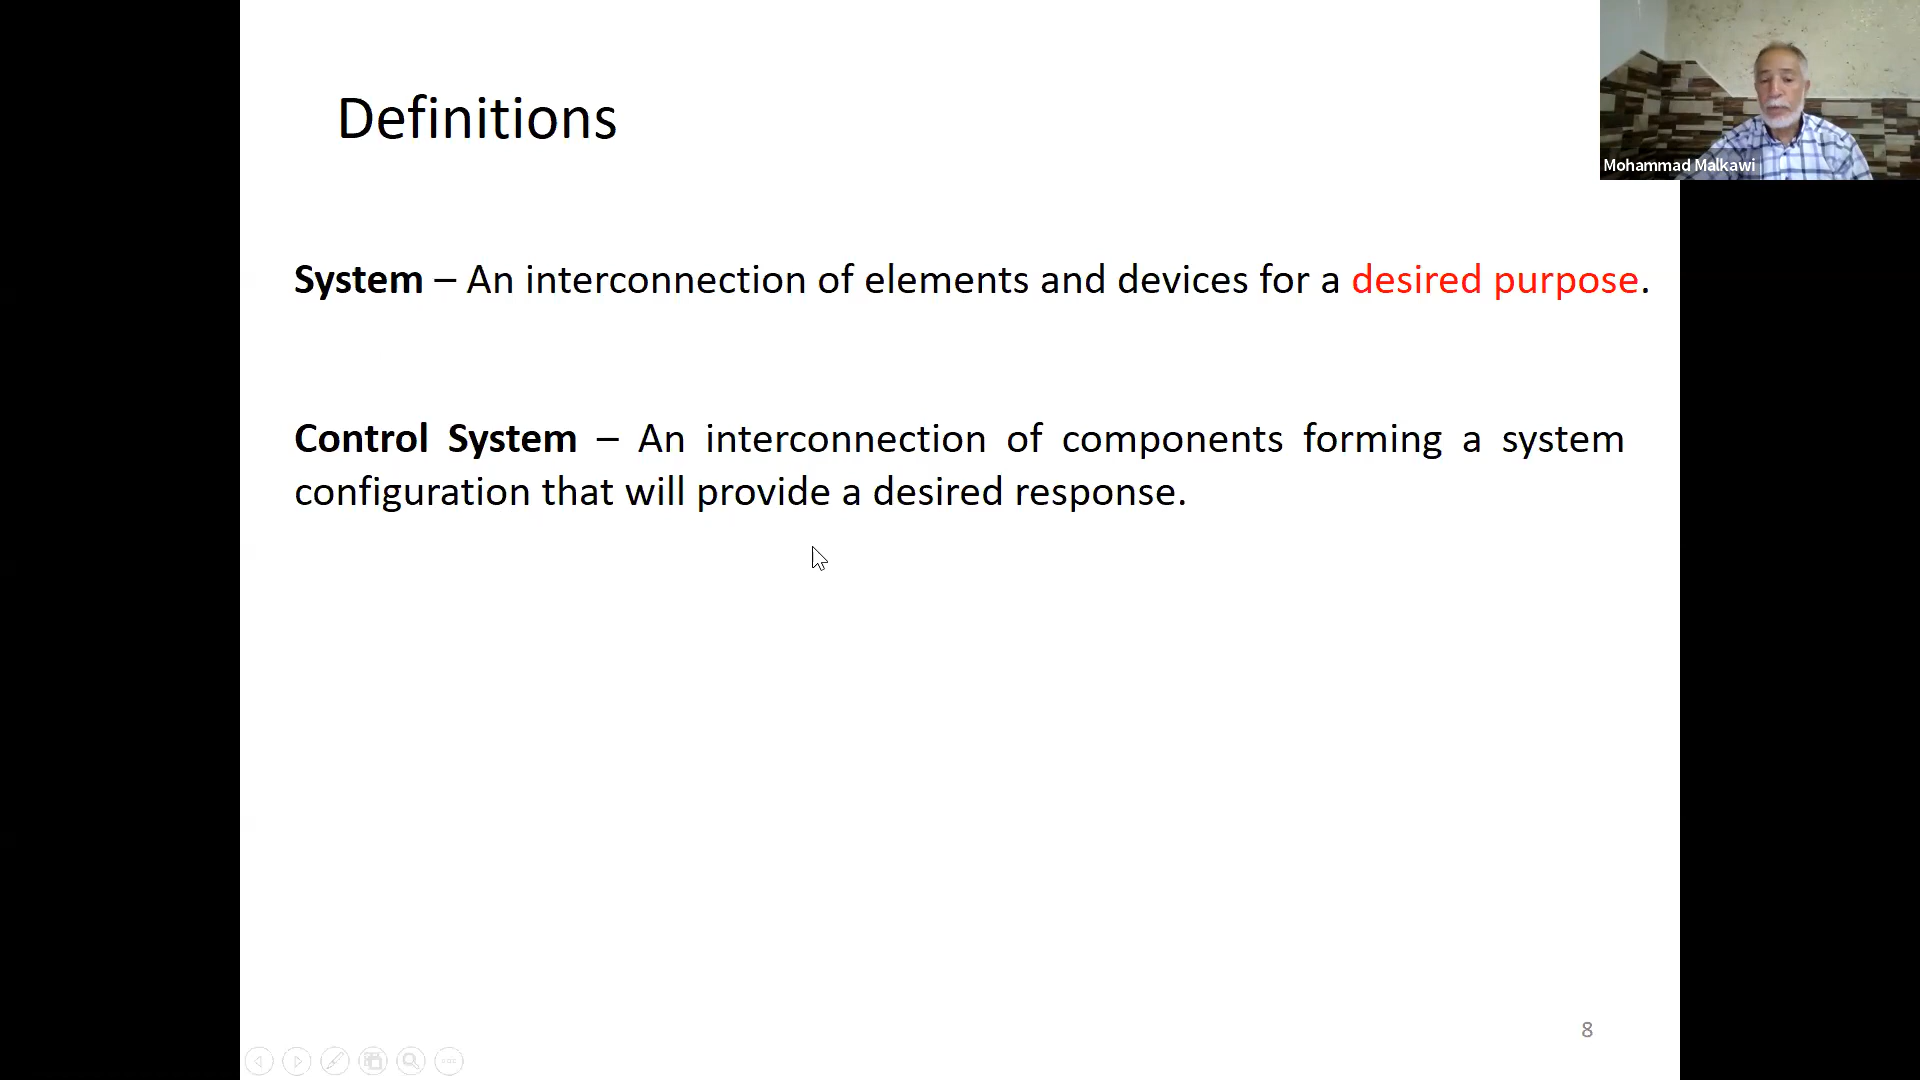 Definitions
Mohammad Malkawi
System – An interconnection of elements and devices for a desired purpose.
Control System – An interconnection of components forming a system
configuration that will provide a desired response.
8